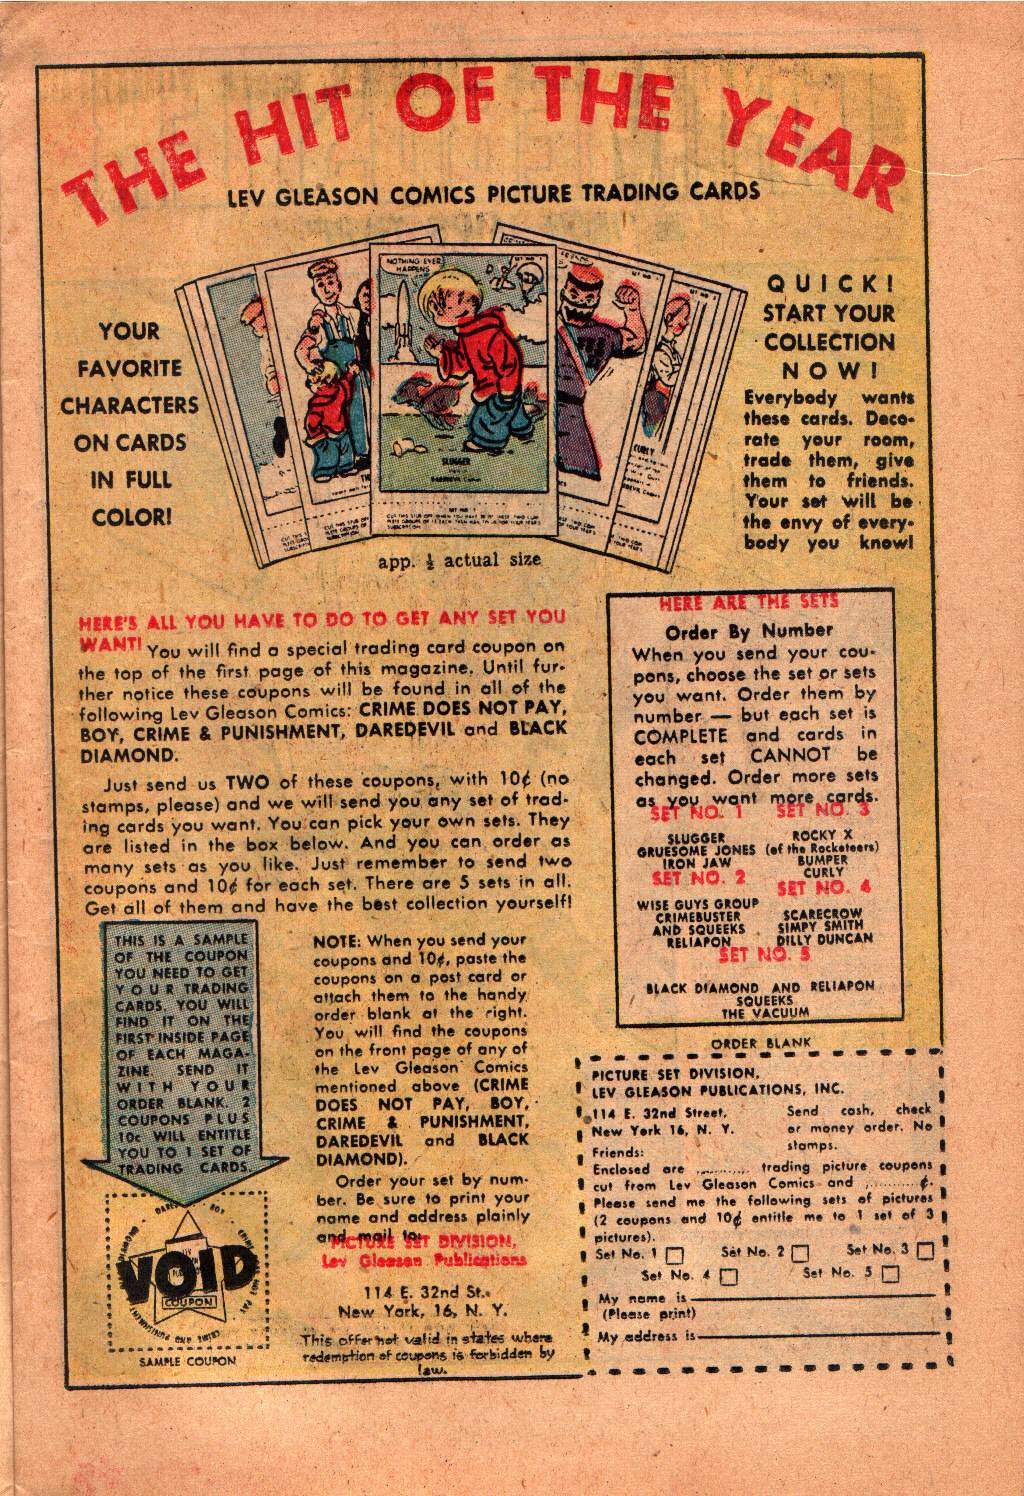 THE HIT OF THE YEAR
LEV GLEASON COMICS PICTURE TRADING CARDS
YOUR
FAVORITE
CHARACTERS
ON CARDS
IN FULL
COLOR!
NOTHING EVER
HAPPENS
SLUGGER
DAREDEVIL
SET NO. 1
CURLY
app. ½ actual size
QUICK!
START YOUR
COLLECTION
NOW!
Everybody wants
these cards. Deco-
rate your room,
trade them, give
them to friends.
Your set will be
the envy of every-
body you know!
HERE'S ALL YOU HAVE TO DO TO GET ANY SET YOU
WANT! You will find a special trading card coupon on
the top of the first page of this magazine. Until fur-
ther notice these coupons will be found in all of the
following Lev Gleason Comics: CRIME DOES NOT PAY,
BOY, CRIME & PUNISHMENT, DAREDEVIL and BLACK
DIAMOND.
Just send us TWO of these coupons, with 10¢ (no
stamps, please) and we will send you any set of trad-
ing cards you want. You can pick your own sets. They
are listed in the box below. And you can order as
many sets as you like. Just remember to send two
coupons and 10¢ for each set. There are 5 sets in all.
Get all of them and have the best collection yourself!
THIS IS A SAMPLE
OF THE COUPON
YOU NEED TO GET
YOUR TRADING
CARDS. YOU WILL
FIND IT ON THE
FIRST INSIDE PAGE
OF EACH MAGA-
ZINE. SEND IT
WITH YOUR
ORDER BLANK. 2
COUPONS PLUS
10c WILL ENTITLE
YOU TO 1 SET OF
TRADING CARDS.
VOID
COUPON
SAMPLE COUPON
NOTE: When you send your
coupons and 10¢, paste the
coupons on a post card or
attach them to the handy
order blank at the right.
You will find the coupons
on the front page of any of
the Lev Gleason Comics
mentioned above (CRIME
DOES NOT PAY, BOY,
CRIME & PUNISHMENT,
DAREDEVIL and BLACK
DIAMOND).
Order your set by num-
ber. Be sure to print your
name and address plainly
and mail to:
PICTURE SET DIVISION,
Lev Gleason Publications
114 E. 32nd St.
New York, 16, N. Y.
This offer not valid in states where
redemption of coupons is forbidden by
law.
HERE ARE THE SETS
Order By Number
When you send your cou-
pons, choose the set or sets
you want. Order them by
number — but each set is
COMPLETE and cards in
each set CANNOT be
changed. Order more sets
as you want more cards.
SET NO. 1
SLUGGER
GRUESOME JONES
IRON JAW
SET NO. 2
WISE GUYS GROUP
CRIMEBUSTER
AND SQUEEKS
RELIAPON
SET NO. 3
ROCKY X
(of the Rocketeers)
BUMPER
CURLY
SET NO. 4
SCARECROW
SIMPY SMITH
DILLY DUNCAN
SET NO. 5
BLACK DIAMOND AND RELIAPON
SQUEEKS
THE VACUUM
ORDER BLANK
PICTURE SET DIVISION,
LEV GLEASON PUBLICATIONS, INC.
114 E. 32nd Street,
New York 16, N. Y.
Send cash, check
or money order. No
stamps.
Friends:
Enclosed are ............ trading picture coupons
cut from Lev Gleason Comics and ............¢.
Please send me the following sets of pictures
(2 coupons and 10¢ entitle me to 1 set of 3
pictures).
Set No. 1 Set No. 2 Set No. 3
Set No. 4 Set No. 5
My name is
(Please print)
My address is